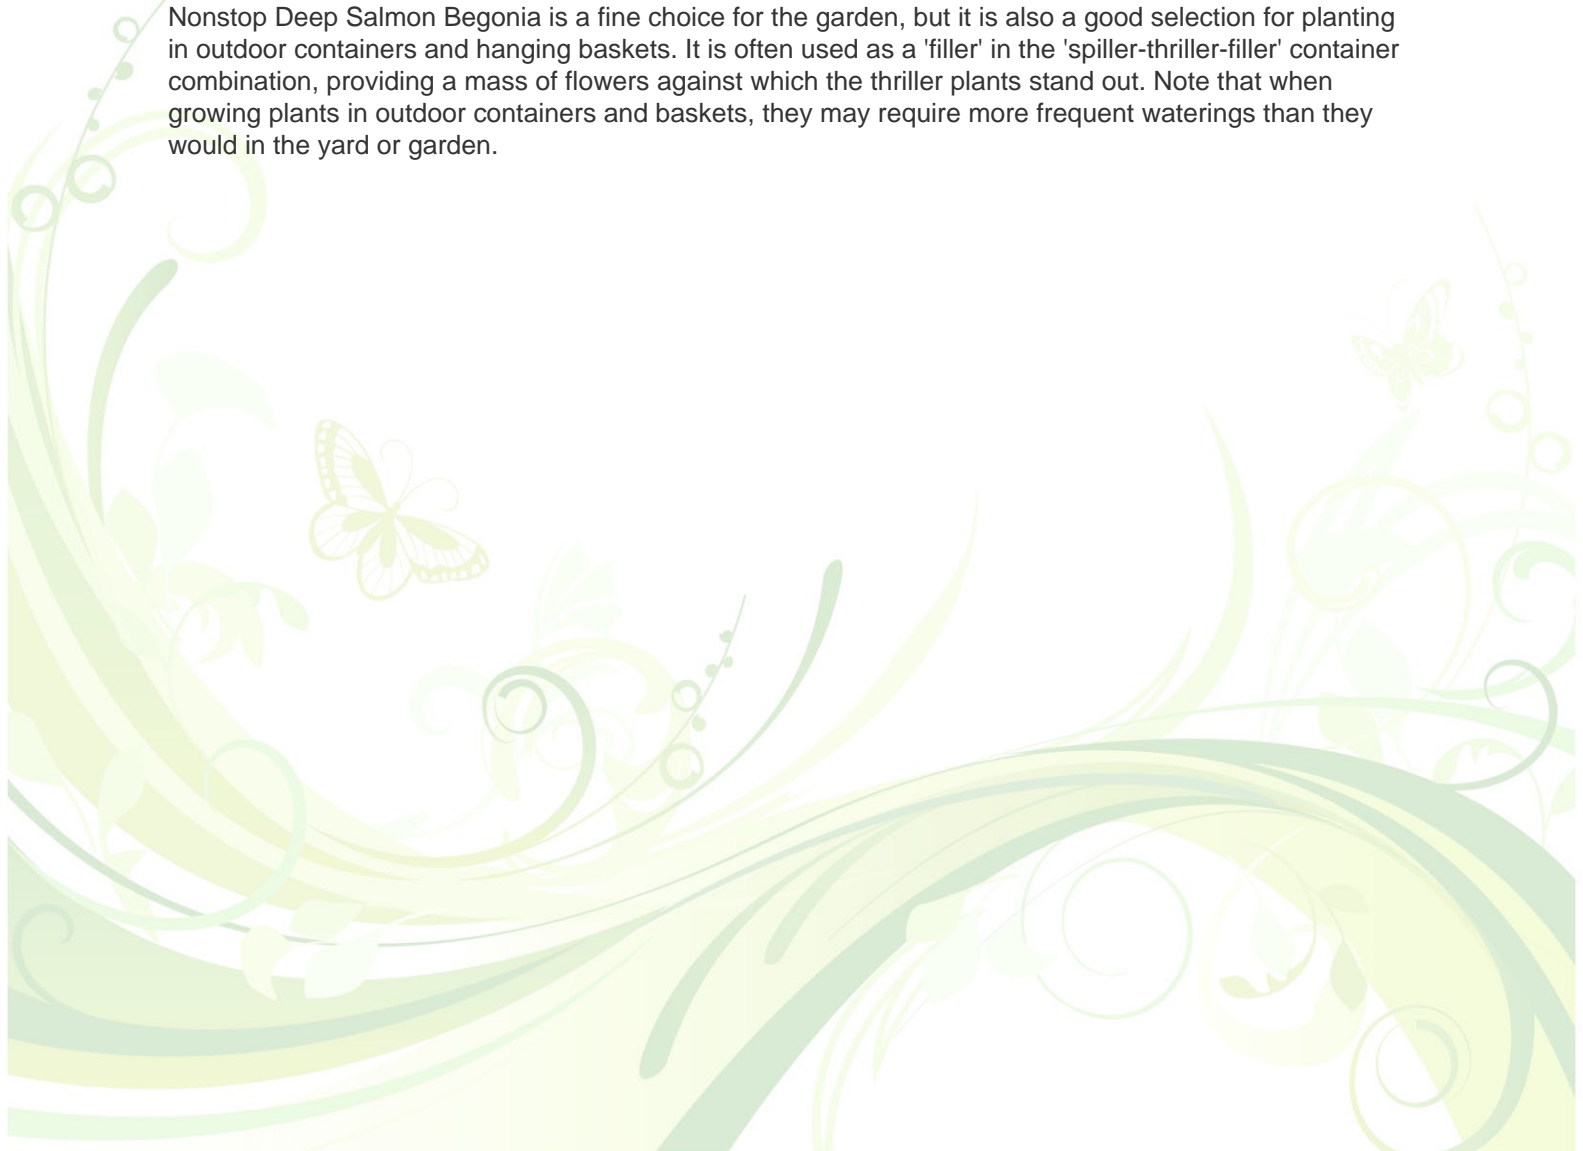 Nonstop Deep Salmon Begonia is a fine choice for the garden, but it is also a good selection for planting
in outdoor containers and hanging baskets. It is often used as a 'filler' in the 'spiller-thriller-filler' container
combination, providing a mass of flowers against which the thriller plants stand out. Note that when
growing plants in outdoor containers and baskets, they may require more frequent waterings than they
would in the yard or garden.